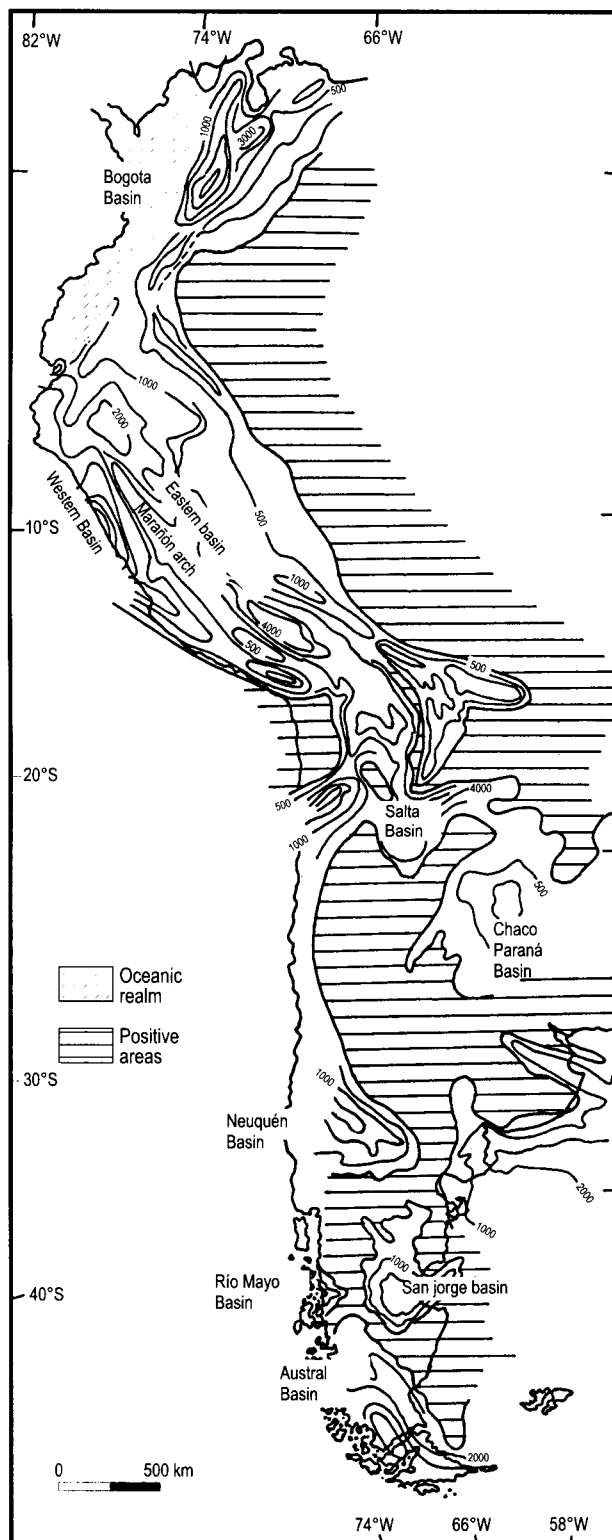 82°W
74°W
66°W
500
1000
3000
Bogota
Basin
1000
2000
Western Basin
Marañón arch
Eastern basin
500
10°S
1000
4000
500
500
20°S
500
1000
4000
Salta
Basin
500
Chaco
Paraná
Basin
Oceanic
realm
Positive
areas
30°S
1000
Neuquén
Basin
2000
1000
1000
Río Mayo
Basin
San jorge basin
40°S
Austral
Basin
2000
0 500 km
74°W
66°W
58°W